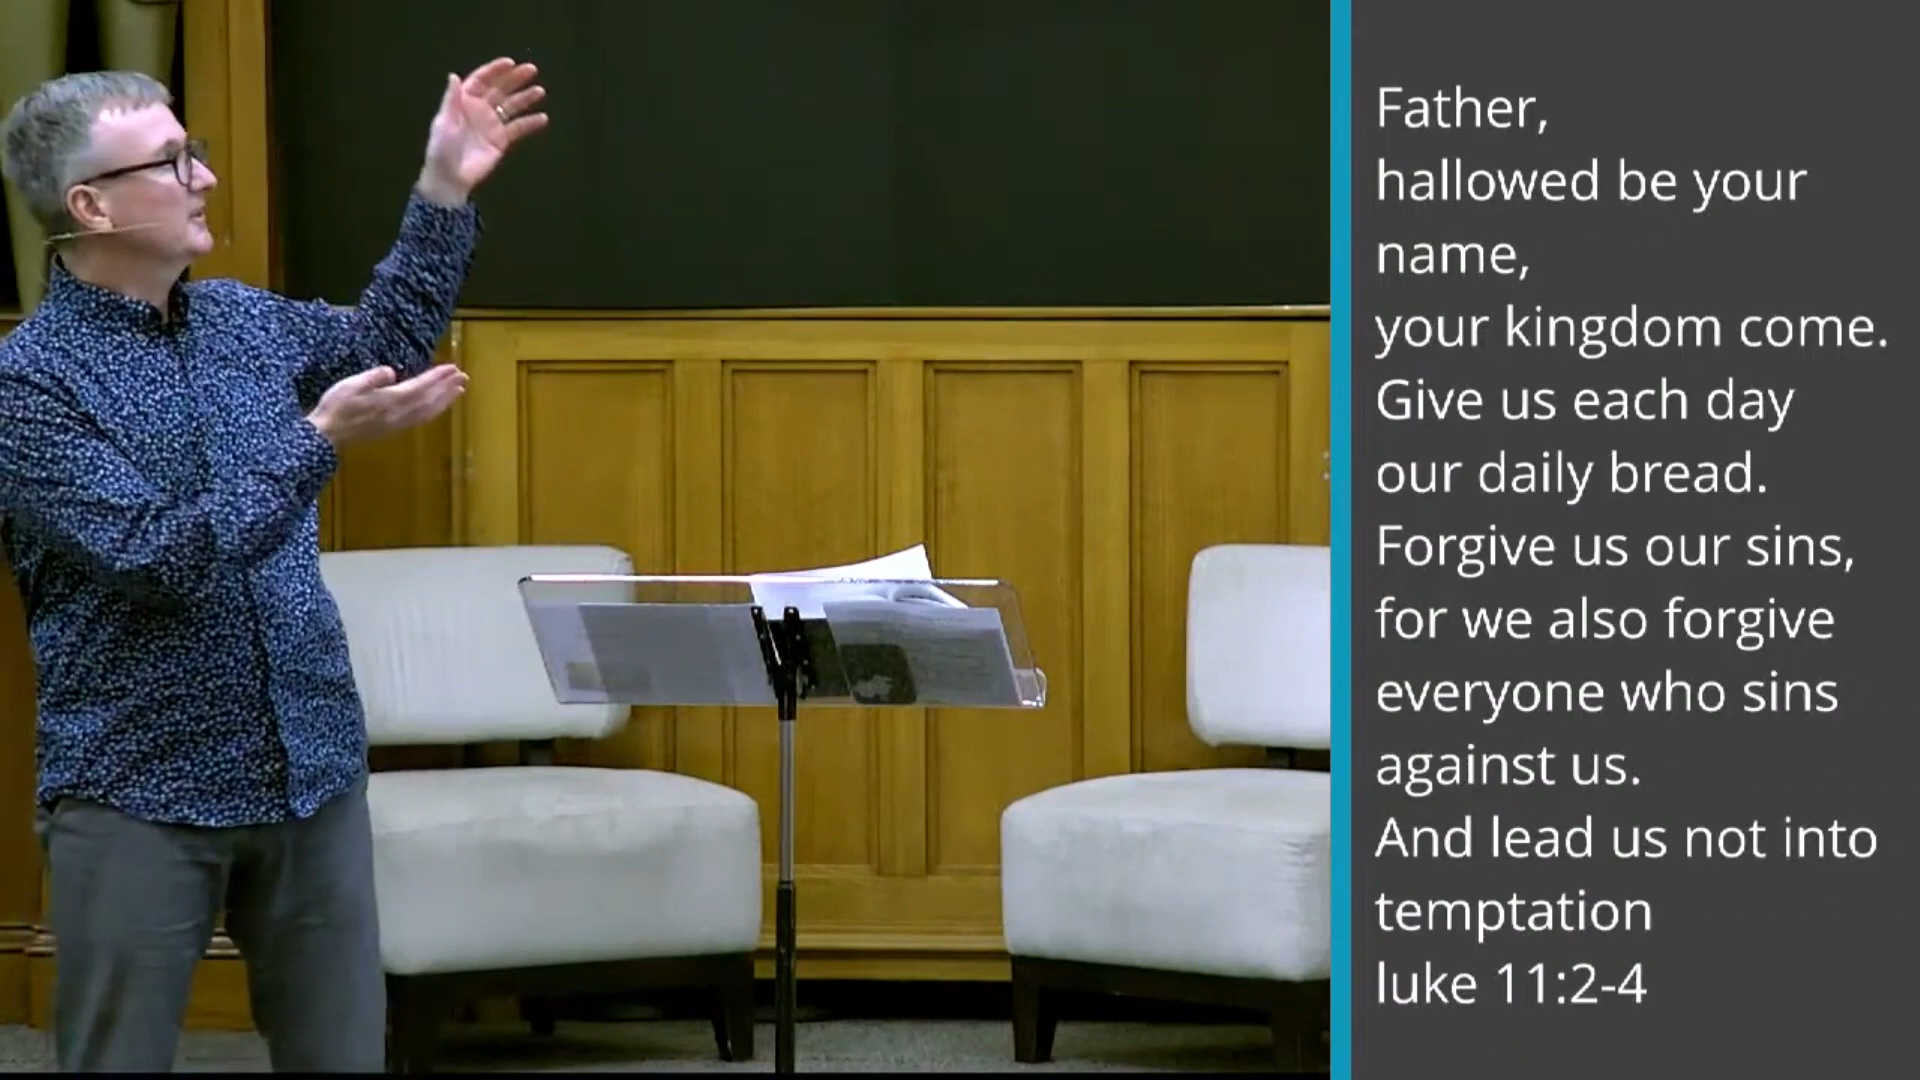 Father,
hallowed be your
name,
your kingdom come.
Give us each day
our daily bread.
Forgive us our sins,
for we also forgive
everyone who sins
against us.
And lead us not into
temptation
luke 11:2-4